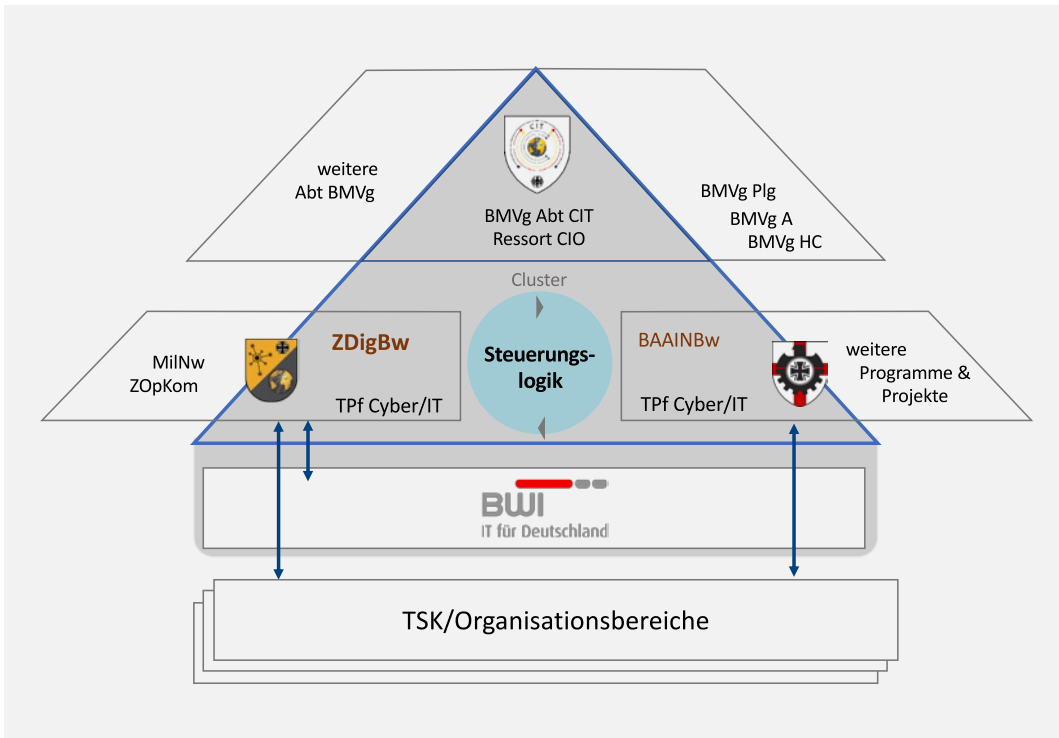 CIT
weitere
Abt BMVg
BMVg Abt CIT
Ressort CIO
BMVg Plg
BMVg A
BMVg HC
Cluster
MilNw
ZOpKom
ZDigBw
TPf Cyber/IT
Steuerungs-
logik
BAAINBw
TPf Cyber/IT
weitere
Programme &
Projekte
BWI
IT für Deutschland
TSK/Organisationsbereiche